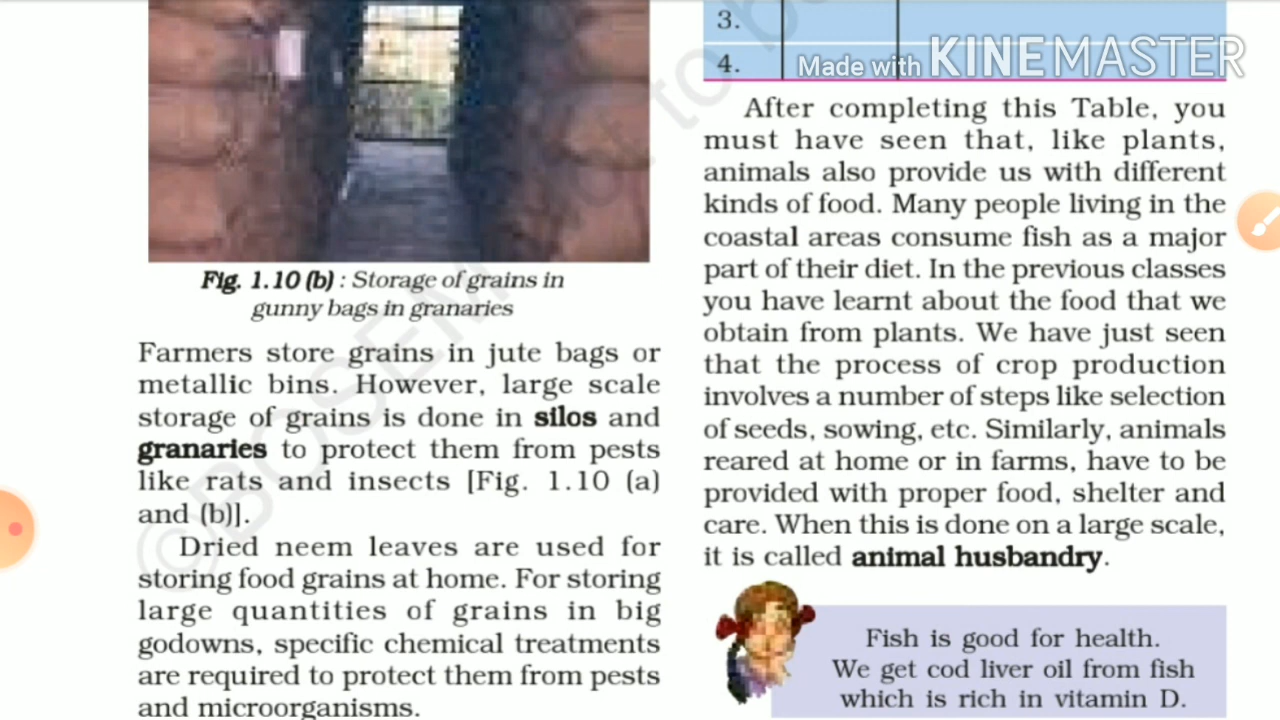 Fig. 1.10 (b) : Storage of grains in
gunny bags in granaries
Farmers store grains in jute bags or
metallic bins. However, large scale
storage of grains is done in silos and
granaries to protect them from pests
like rats and insects [Fig. 1.10 (a)
and (b)].
Dried neem leaves are used for
storing food grains at home. For storing
large quantities of grains in big
godowns, specific chemical treatments
are required to protect them from pests
and microorganisms.
3.
4.
Made with KINEMASTER
After completing this Table, you
must have seen that, like plants,
animals also provide us with different
kinds of food. Many people living in the
coastal areas consume fish as a major
part of their diet. In the previous classes
you have learnt about the food that we
obtain from plants. We have just seen
that the process of crop production
involves a number of steps like selection
of seeds, sowing, etc. Similarly, animals
reared at home or in farms, have to be
provided with proper food, shelter and
care. When this is done on a large scale,
it is called animal husbandry.
Fish is good for health.
We get cod liver oil from fish
which is rich in vitamin D.